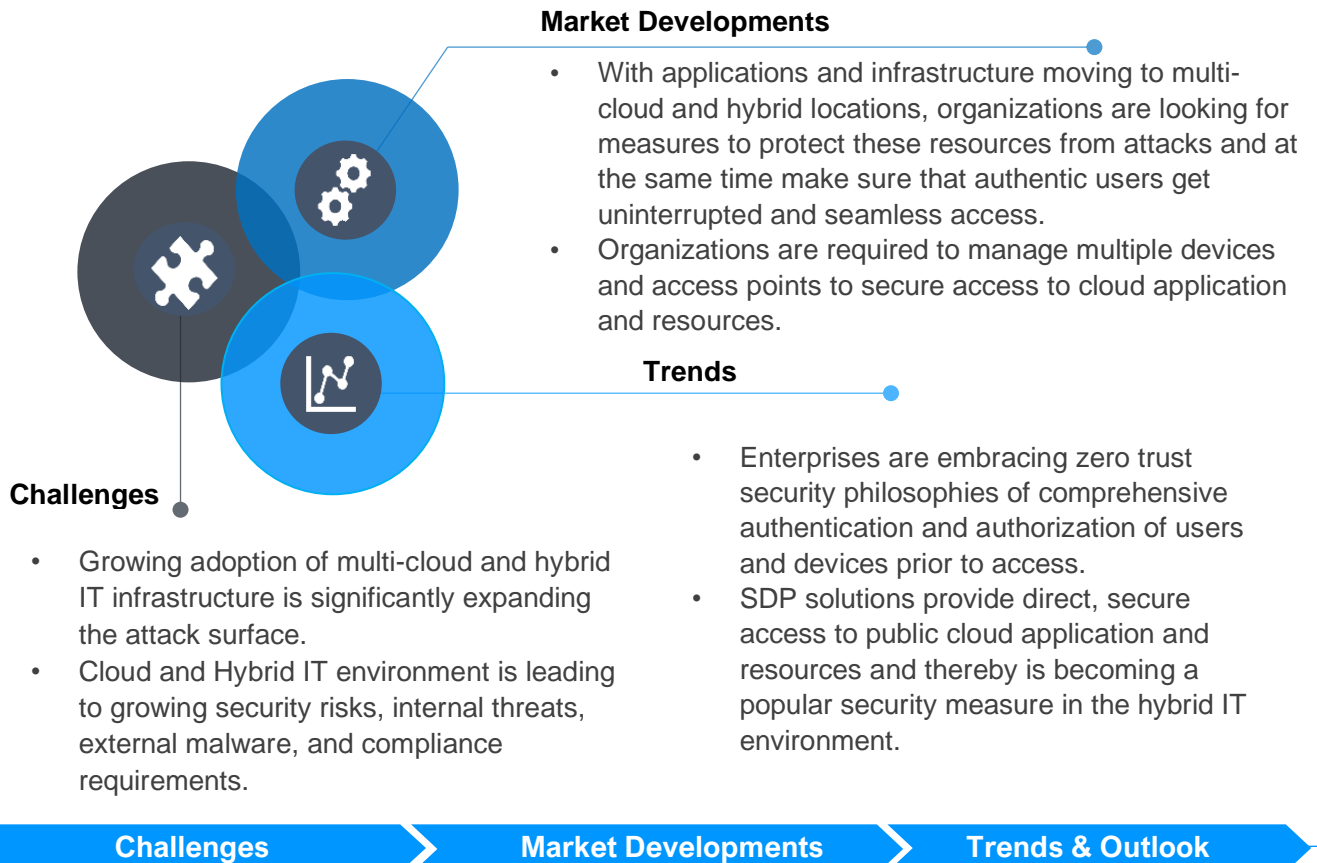 Market Developments
• With applications and infrastructure moving to multi-
cloud and hybrid locations, organizations are looking for
measures to protect these resources from attacks and at
the same time make sure that authentic users get
uninterrupted and seamless access.
• Organizations are required to manage multiple devices
and access points to secure access to cloud application
and resources.
Trends
• Enterprises are embracing zero trust
security philosophies of comprehensive
authentication and authorization of users
and devices prior to access.
• SDP solutions provide direct, secure
access to public cloud application and
resources and thereby is becoming a
popular security measure in the hybrid IT
environment.
Challenges
• Growing adoption of multi-cloud and hybrid
IT infrastructure is significantly expanding
the attack surface.
• Cloud and Hybrid IT environment is leading
to growing security risks, internal threats,
external malware, and compliance
requirements.
Challenges
Market Developments
Trends & Outlook